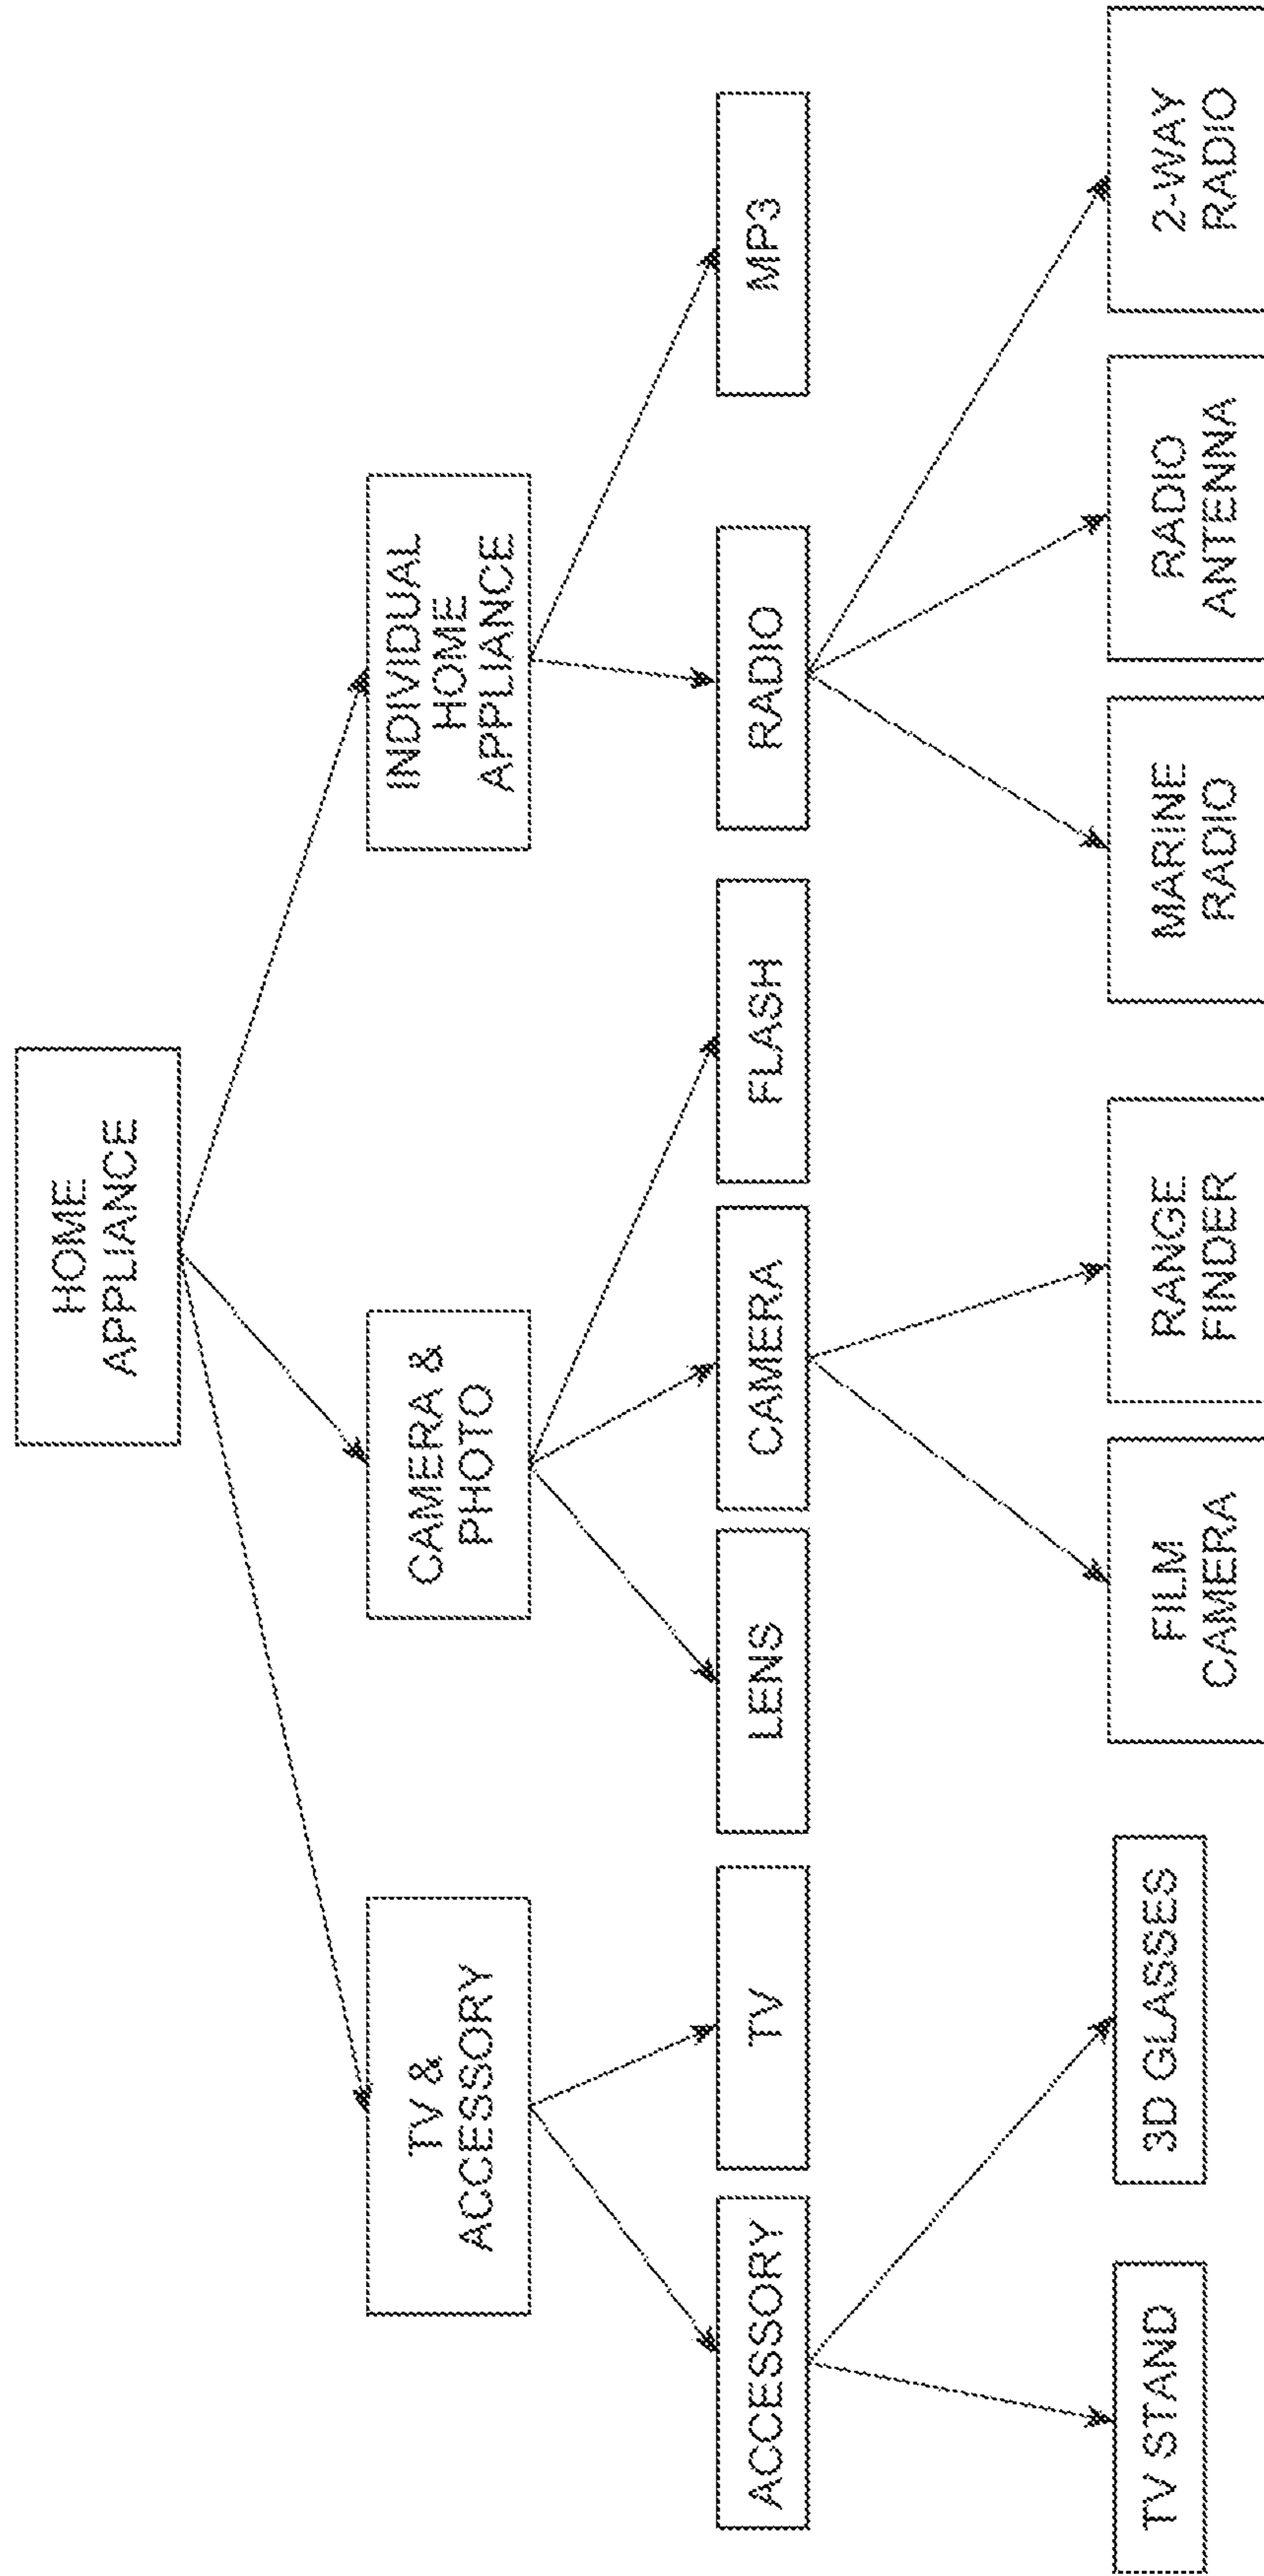 HOME
APPLIANCE
TV &
ACCESSORY
CAMERA &
PHOTO
INDIVIDUAL
HOME
APPLIANCE
ACCESSORY
TV
LENS
CAMERA
FLASH
RADIO
MP3
TV STAND
3D GLASSES
FILM
CAMERA
RANGE
FINDER
MARINE
RADIO
RADIO
ANTENNA
2-WAY
RADIO